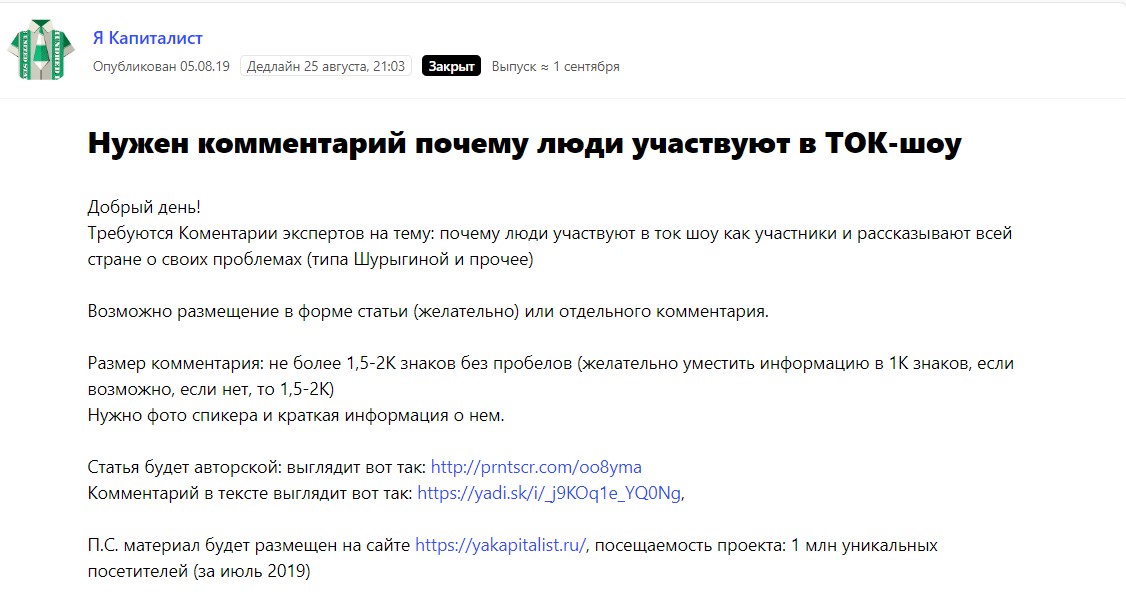 Я Капиталист
Опубликован 05.08.19 Дедлайн 25 августа, 21:03 Закрыт Выпуск ≈ 1 сентября
Нужен комментарий почему люди участвуют в ТОК-шоу
Добрый день!
Требуются Коментарии экспертов на тему: почему люди участвуют в ток шоу как участники и рассказывают всей
стране о своих проблемах (типа Шурыгиной и прочее)
Возможно размещение в форме статьи (желательно) или отдельного комментария.
Размер комментария: не более 1,5-2К знаков без пробелов (желательно уместить информацию в 1К знаков, если
возможно, если нет, то 1,5-2К)
Нужно фото спикера и краткая информация о нем.
Статья будет авторской: выглядит вот так: http://prntscr.com/oo8yma
Комментарий в тексте выглядит вот так: https://yadi.sk/i/_j9KOq1e_YQ0Ng,
П.С. материал будет размещен на сайте https://yakapitalist.ru/, посещаемость проекта: 1 млн уникальных
посетителей (за июль 2019)